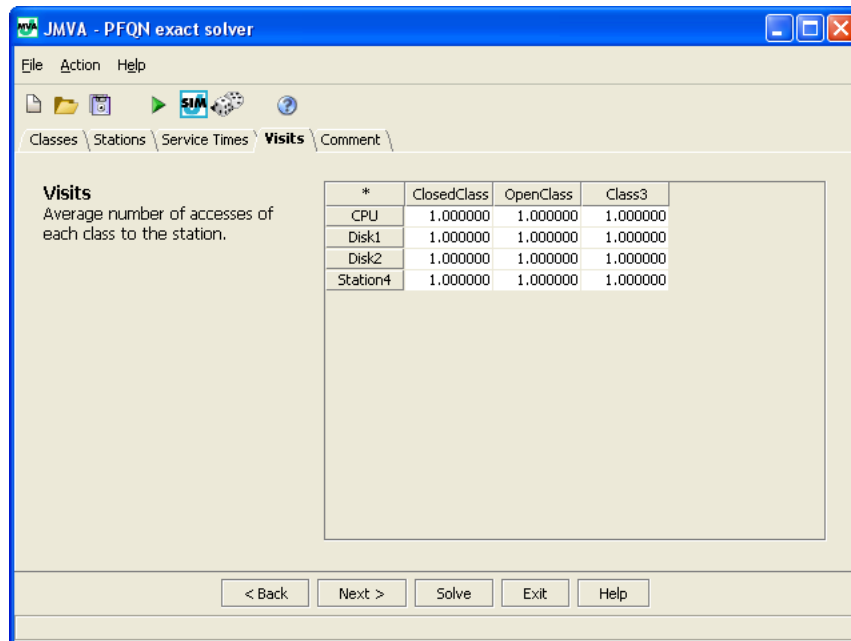 MVA JMVA - PFQN exact solver
File Action Help
SIM
Classes Stations Service Times Visits Comment
Visits
Average number of accesses of
each class to the station.
* ClosedClass OpenClass Class3
CPU 1.000000 1.000000 1.000000
Disk1 1.000000 1.000000 1.000000
Disk2 1.000000 1.000000 1.000000
Station4 1.000000 1.000000 1.000000
< Back Next > Solve Exit Help